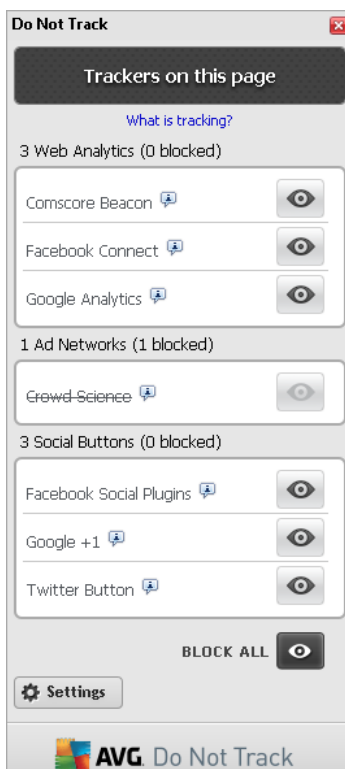 Do Not Track
Trackers on this page
What is tracking?
3 Web Analytics (0 blocked)
Comscore Beacon
Facebook Connect
Google Analytics
1 Ad Networks (1 blocked)
Crowd Science
3 Social Buttons (0 blocked)
Facebook Social Plugins
Google +1
Twitter Button
BLOCK ALL
Settings
AVG. Do Not Track